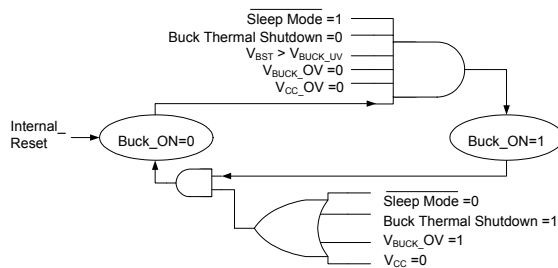 Sleep Mode =1
Buck Thermal Shutdown =0
V_BST > V_BUCK_UV
V_BUCK_OV =0
V_CC_OV =0
Internal_
Reset
Buck_ON=0
Buck_ON=1
Sleep Mode =0
Buck Thermal Shutdown =1
V_BUCK_OV =1
V_CC =0